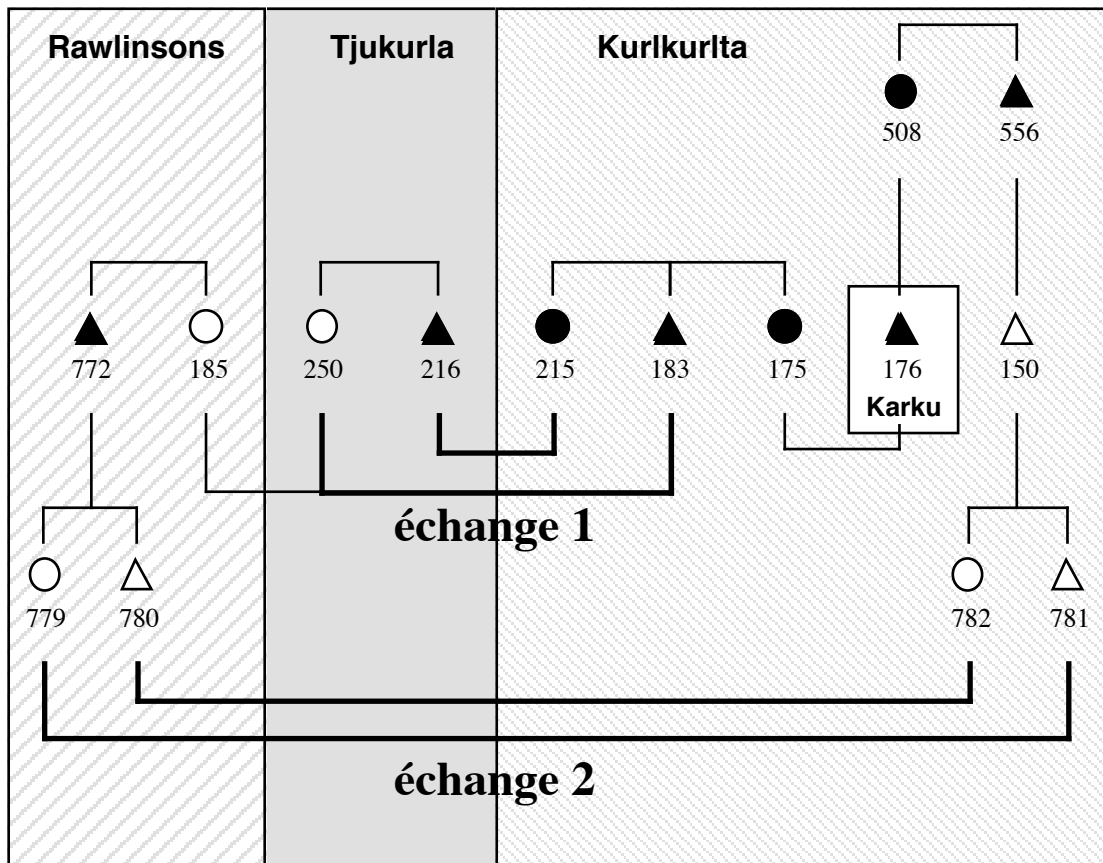 Rawlinsons Tjukurla Kurlkurlta
508 556
772 185 250 216 215 183 175 176 150
Karku
échange 1
779 780 782 781
échange 2